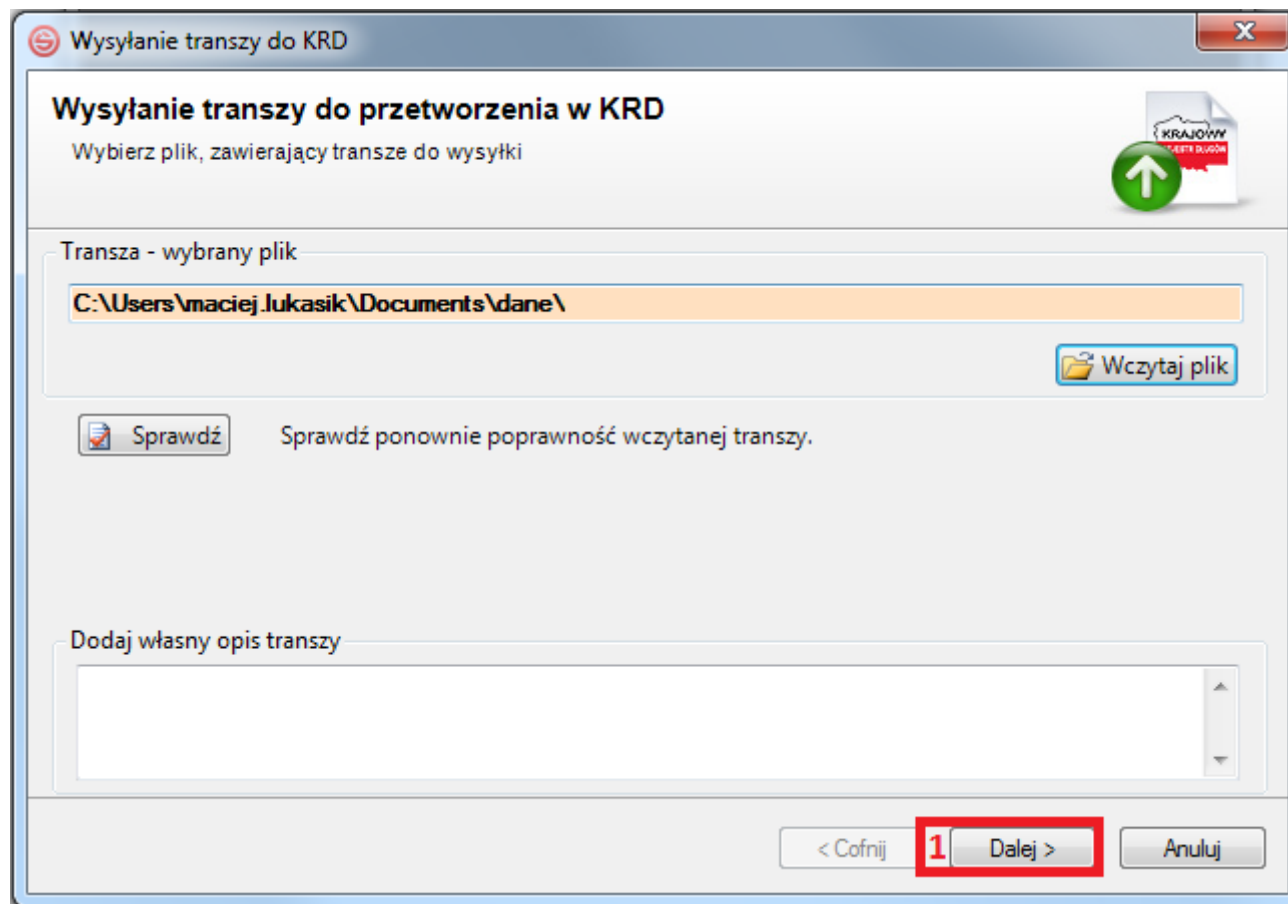 Wysyłanie transzy do KRD
Wysyłanie transzy do przetworzenia w KRD
Wybierz plik, zawierający transze do wysyłki
KRAJOWY
REJESTR DŁUGÓW
Transza - wybrany plik
C:\Users\maciej.lukasik\Documents\dane\
Wczytaj plik
Sprawdź Sprawdź ponownie poprawność wczytanej transzy.
Dodaj własny opis transzy
< Cofnij 1 Dalej > Anuluj